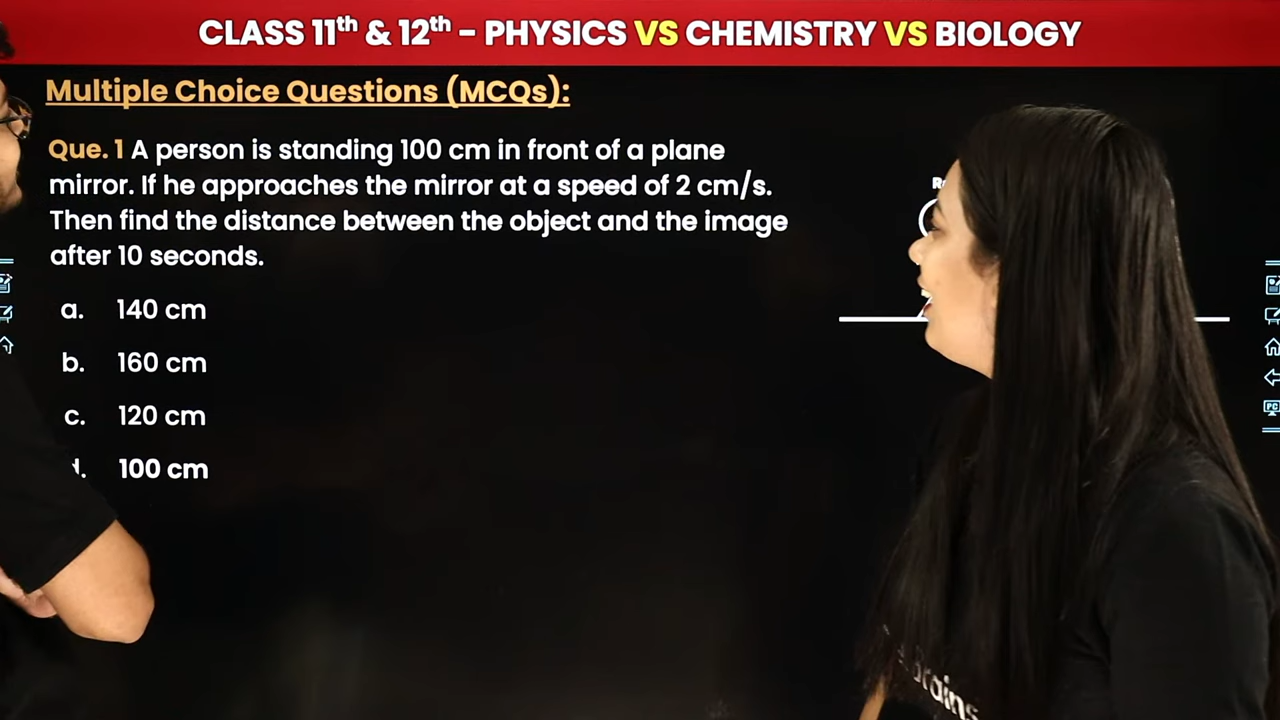 CLASS 11th & 12th – PHYSICS VS CHEMISTRY VS BIOLOGY
Multiple Choice Questions (MCQs):
Que. 1 A person is standing 100 cm in front of a plane
mirror. If he approaches the mirror at a speed of 2 cm/s.
Then find the distance between the object and the image
after 10 seconds.
a. 140 cm
b. 160 cm
c. 120 cm
d. 100 cm
PC